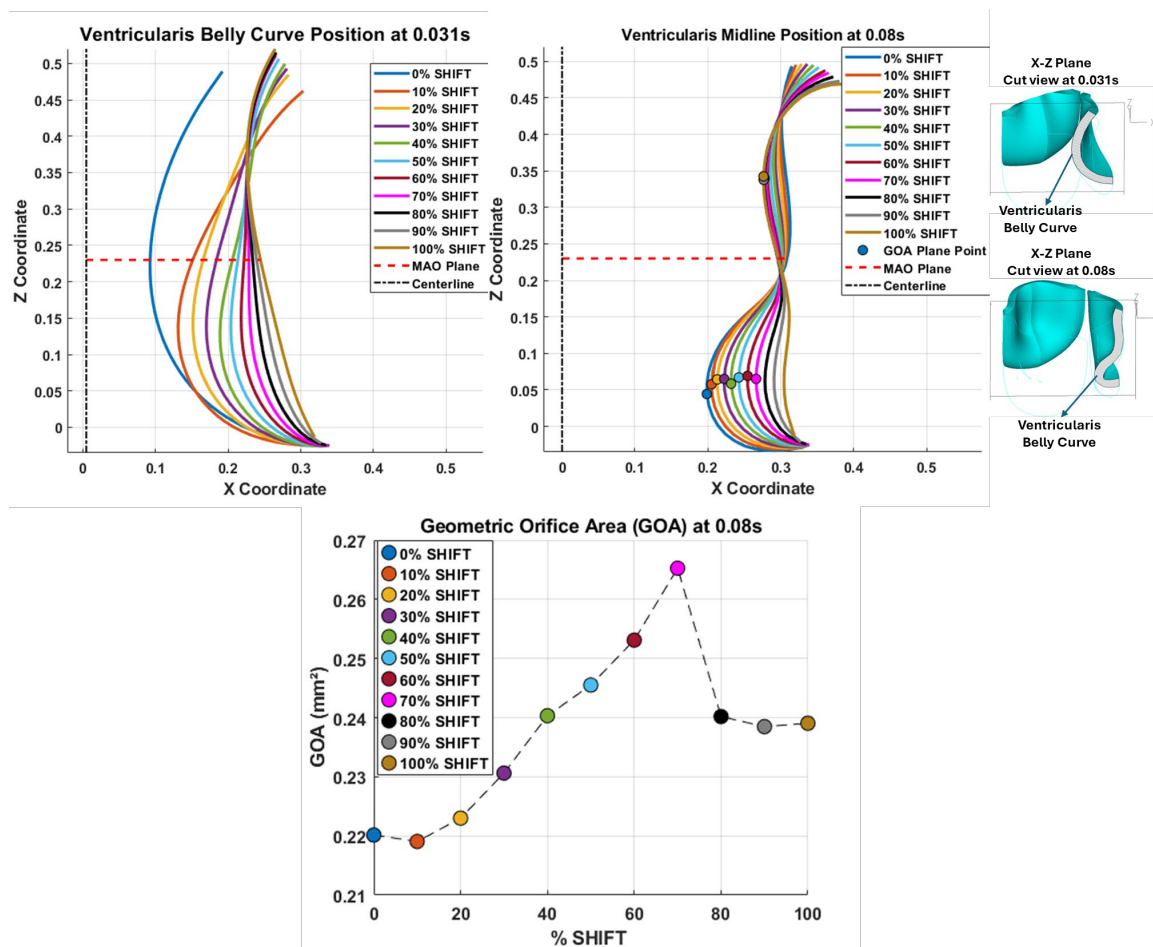 Ventricularis Belly Curve Position at 0.031s
Z Coordinate
0.5
0.45
0.4
0.35
0.3
0.25
0.2
0.15
0.1
0.05
0
0
0.1
0.2
0.3
0.4
0.5
X Coordinate
0% SHIFT
10% SHIFT
20% SHIFT
30% SHIFT
40% SHIFT
50% SHIFT
60% SHIFT
70% SHIFT
80% SHIFT
90% SHIFT
100% SHIFT
MAO Plane
Centerline
Ventricularis Midline Position at 0.08s
Z Coordinate
0.5
0.45
0.4
0.35
0.3
0.25
0.2
0.15
0.1
0.05
0
0
0.1
0.2
0.3
0.4
0.5
X Coordinate
0% SHIFT
10% SHIFT
20% SHIFT
30% SHIFT
40% SHIFT
50% SHIFT
60% SHIFT
70% SHIFT
80% SHIFT
90% SHIFT
100% SHIFT
GOA Plane Point
MAO Plane
Centerline
X-Z Plane
Cut view at 0.031s
Z
X
Ventricularis
Belly Curve
X-Z Plane
Cut view at 0.08s
Z
Ventricularis
Belly Curve
Geometric Orifice Area (GOA) at 0.08s
GOA (mm²)
0.27
0.26
0.25
0.24
0.23
0.22
0.21
0% SHIFT
10% SHIFT
20% SHIFT
30% SHIFT
40% SHIFT
50% SHIFT
60% SHIFT
70% SHIFT
80% SHIFT
90% SHIFT
100% SHIFT
0
20
40
60
80
100
% SHIFT